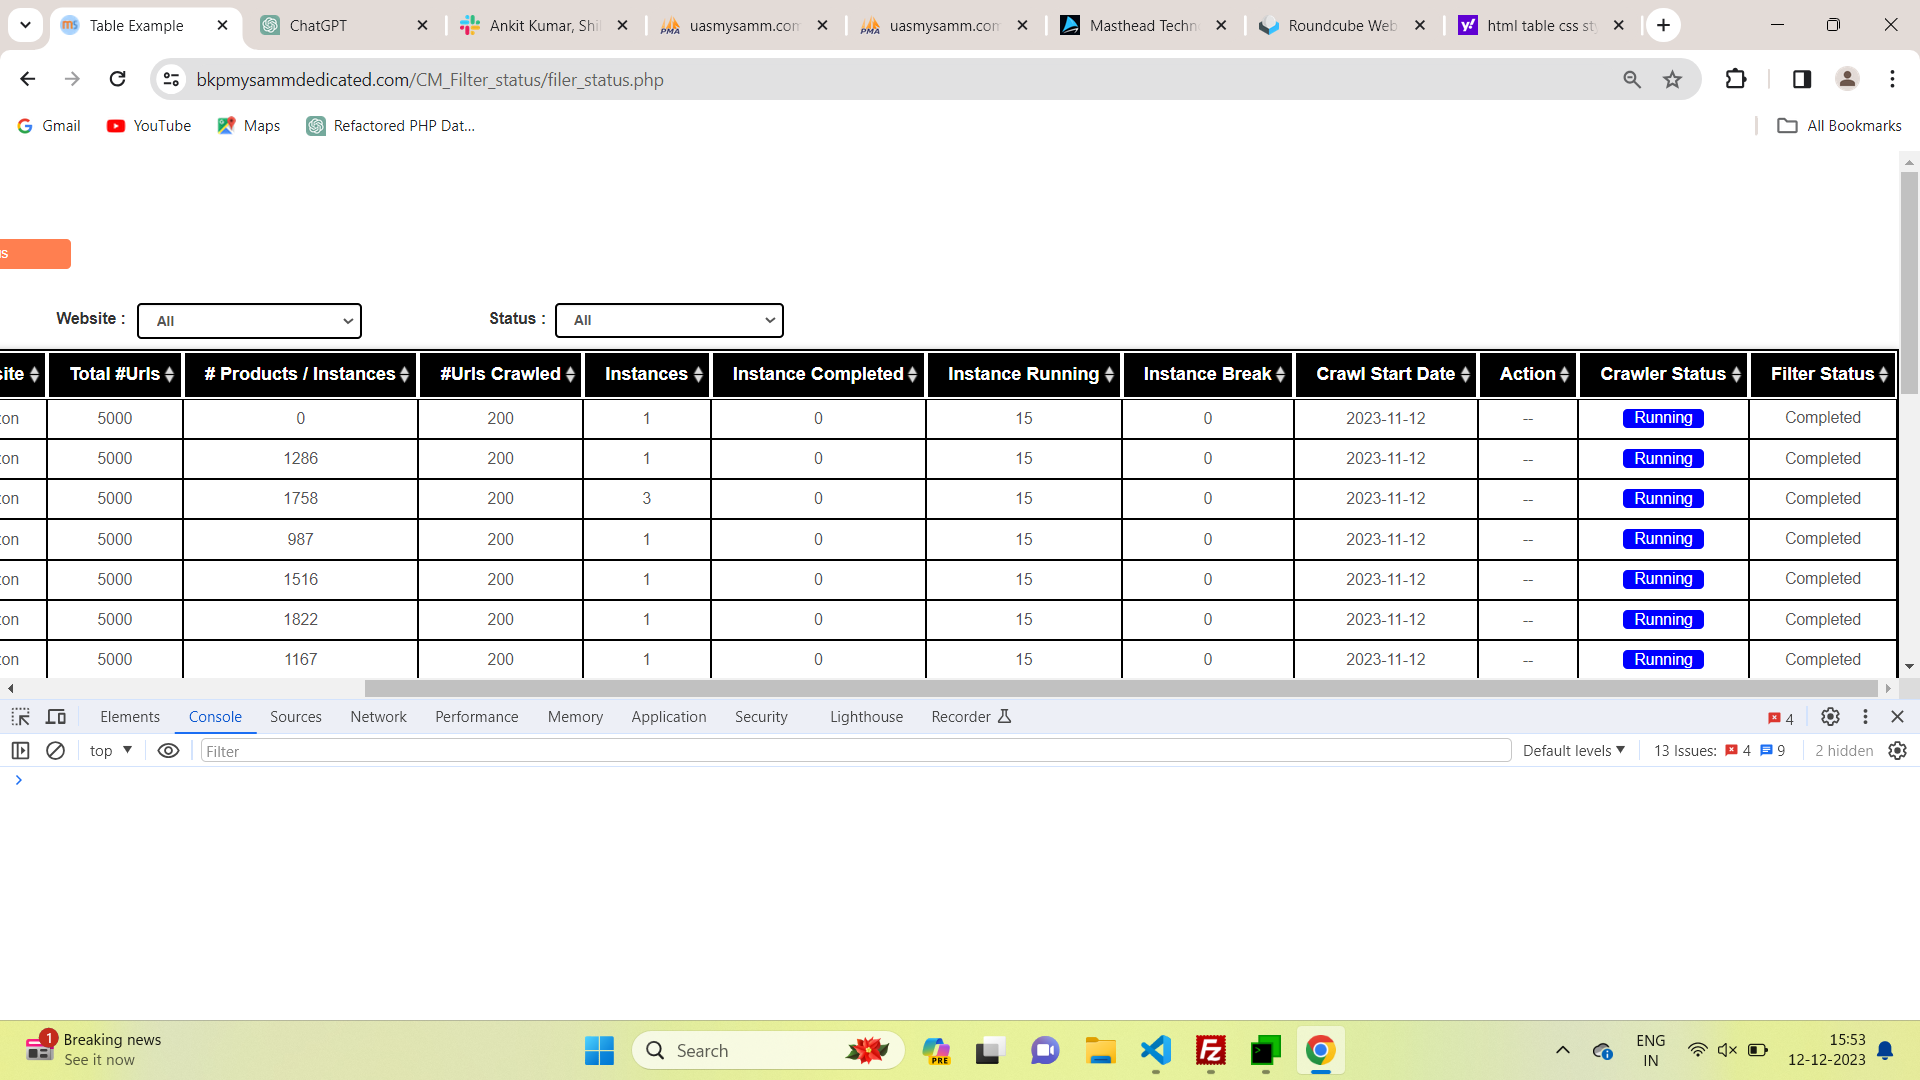 Table Example
ChatGPT
Ankit Kumar, Shi
uasmysamm.com
uasmysamm.com
Masthead Techn
Roundcube Web
html table css st
bkpmysammdedicated.com/CM_Filter_status/filer_status.php
Gmail
YouTube
Maps
Refactored PHP Dat...
All Bookmarks
Website :
All
Status :
All
site Total #Urls # Products / Instances #Urls Crawled Instances Instance Completed Instance Running Instance Break Crawl Start Date Action Crawler Status Filter Status
zon 5000 0 200 1 0 15 0 2023-11-12 -- Running Completed
zon 5000 1286 200 1 0 15 0 2023-11-12 -- Running Completed
zon 5000 1758 200 3 0 15 0 2023-11-12 -- Running Completed
zon 5000 987 200 1 0 15 0 2023-11-12 -- Running Completed
zon 5000 1516 200 1 0 15 0 2023-11-12 -- Running Completed
zon 5000 1822 200 1 0 15 0 2023-11-12 -- Running Completed
zon 5000 1167 200 1 0 15 0 2023-11-12 -- Running Completed
Elements Console Sources Network Performance Memory Application Security Lighthouse Recorder 4
top Filter Default levels 13 Issues: 4 9 2 hidden
1 Breaking news
See it now
Search
PRE
ENG
IN
15:53
12-12-2023